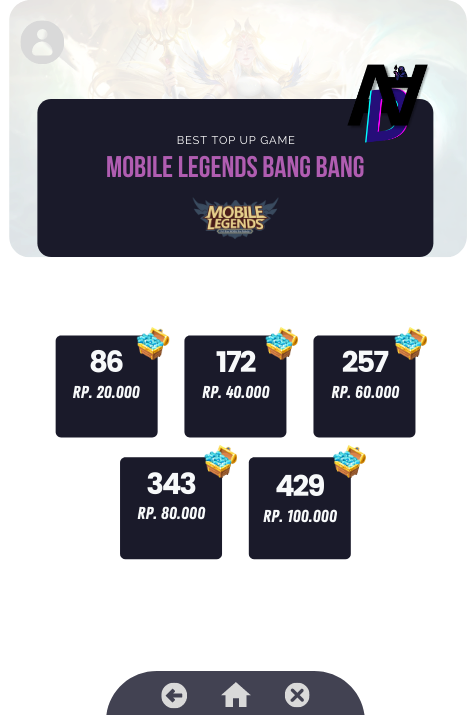 BEST TOP UP GAME
MOBILE LEGENDS BANG BANG
MOBILE
LEGENDS
86
RP. 20.000
172
RP. 40.000
257
RP. 60.000
343
RP. 80.000
429
RP. 100.000